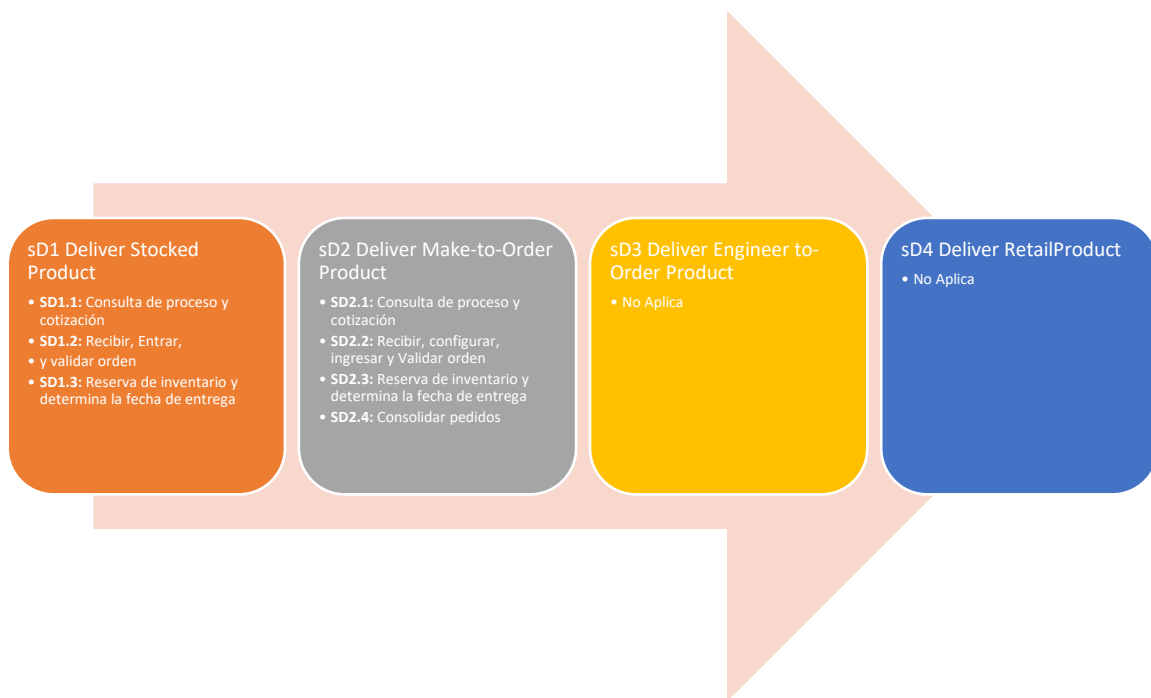 sD1 Deliver Stocked
Product
• SD1.1: Consulta de proceso y
cotización
• SD1.2: Recibir, Entrar,
• y validar orden
• SD1.3: Reserva de inventario y
determina la fecha de entrega
sD2 Deliver Make-to-Order
Product
• SD2.1: Consulta de proceso y
cotización
• SD2.2: Recibir, configurar,
ingresar y Validar orden
• SD2.3: Reserva de inventario y
determina la fecha de entrega
• SD2.4: Consolidar pedidos
sD3 Deliver Engineer to-
Order Product
• No Aplica
sD4 Deliver RetailProduct
• No Aplica